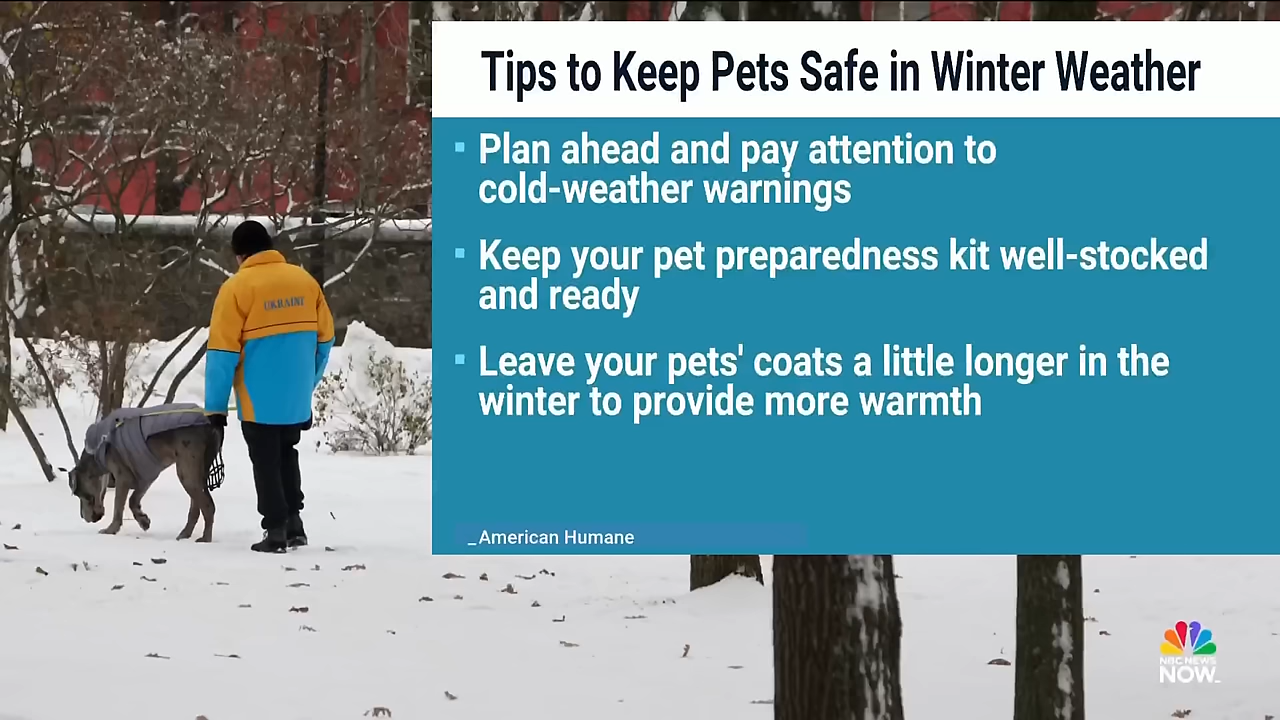 Tips to Keep Pets Safe in Winter Weather
▪ Plan ahead and pay attention to
cold-weather warnings
▪ Keep your pet preparedness kit well-stocked
and ready
▪ Leave your pets' coats a little longer in the
winter to provide more warmth
_American Humane
UKRAINE
NBC NEWS
NOW